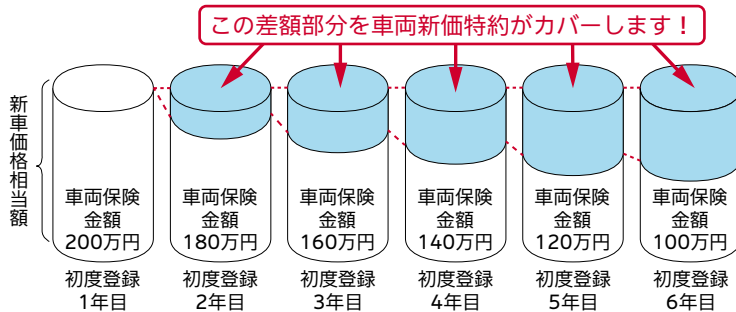 この差額部分を車両新価特約がカバーします！
新車価格相当額
車両保険
金額
200万円
車両保険
金額
180万円
車両保険
金額
160万円
車両保険
金額
140万円
車両保険
金額
120万円
車両保険
金額
100万円
初度登録
1年目
初度登録
2年目
初度登録
3年目
初度登録
4年目
初度登録
5年目
初度登録
6年目